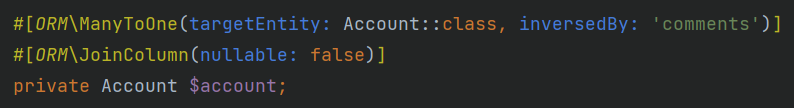 #[ORM\ManyToOne(targetEntity: Account::class, inversedBy: 'comments')]
#[ORM\JoinColumn(nullable: false)]
private Account $account;